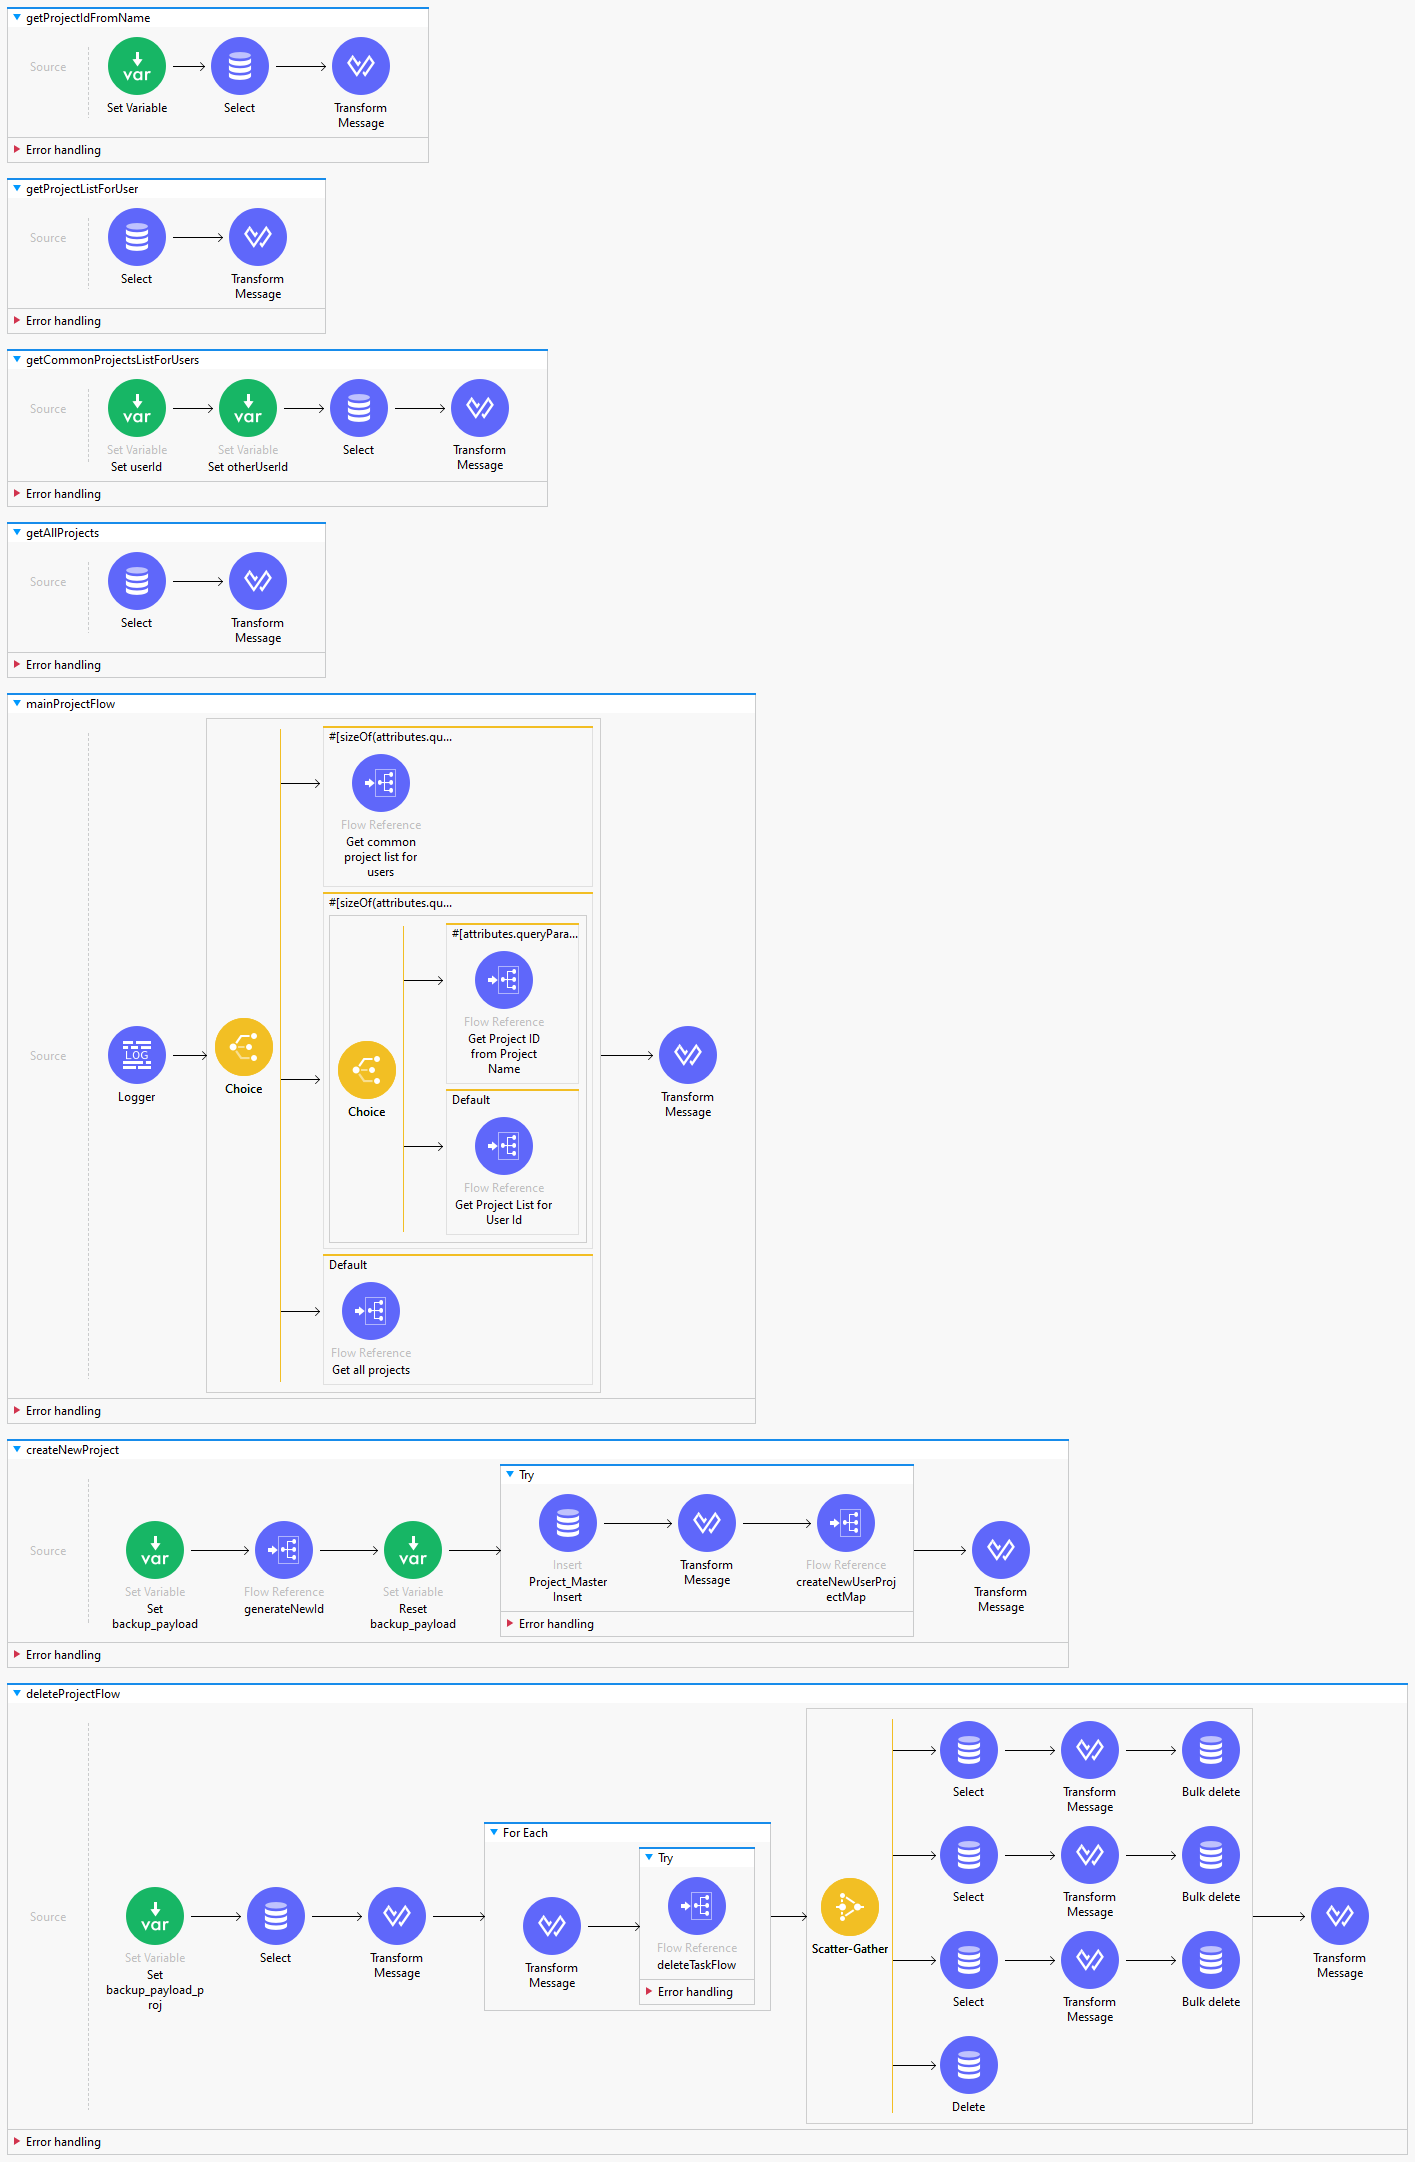 getProjectIdFromName
Source
var
Set Variable
Select
Transform
Message
Error handling
getProjectListForUser
Source
Select
Transform
Message
Error handling
getCommonProjectsListForUsers
Source
var
Set Variable
Set userId
var
Set Variable
Set otherUserId
Select
Transform
Message
Error handling
getAllProjects
Source
Select
Transform
Message
Error handling
mainProjectFlow
Source
LOG
Logger
Choice
#[sizeOf(attributes.qu...
Flow Reference
Get common
project list for
users
#[sizeOf(attributes.qu...
Choice
#[attributes.queryPara...
Flow Reference
Get Project ID
from Project
Name
Default
Flow Reference
Get Project List for
User Id
Default
Flow Reference
Get all projects
Transform
Message
Error handling
createNewProject
Source
var
Set Variable
Set
backup_payload
Flow Reference
generateNewId
var
Set Variable
Reset
backup_payload
Try
Insert
Project_Master
Insert
Transform
Message
Flow Reference
createNewUserProj
ectMap
Error handling
Transform
Message
Error handling
deleteProjectFlow
Source
var
Set Variable
Set
backup_payload_p
roj
Select
Transform
Message
For Each
Transform
Message
Try
Flow Reference
deleteTaskFlow
Error handling
Scatter-Gather
Select
Transform
Message
Bulk delete
Select
Transform
Message
Bulk delete
Select
Transform
Message
Bulk delete
Delete
Transform
Message
Error handling